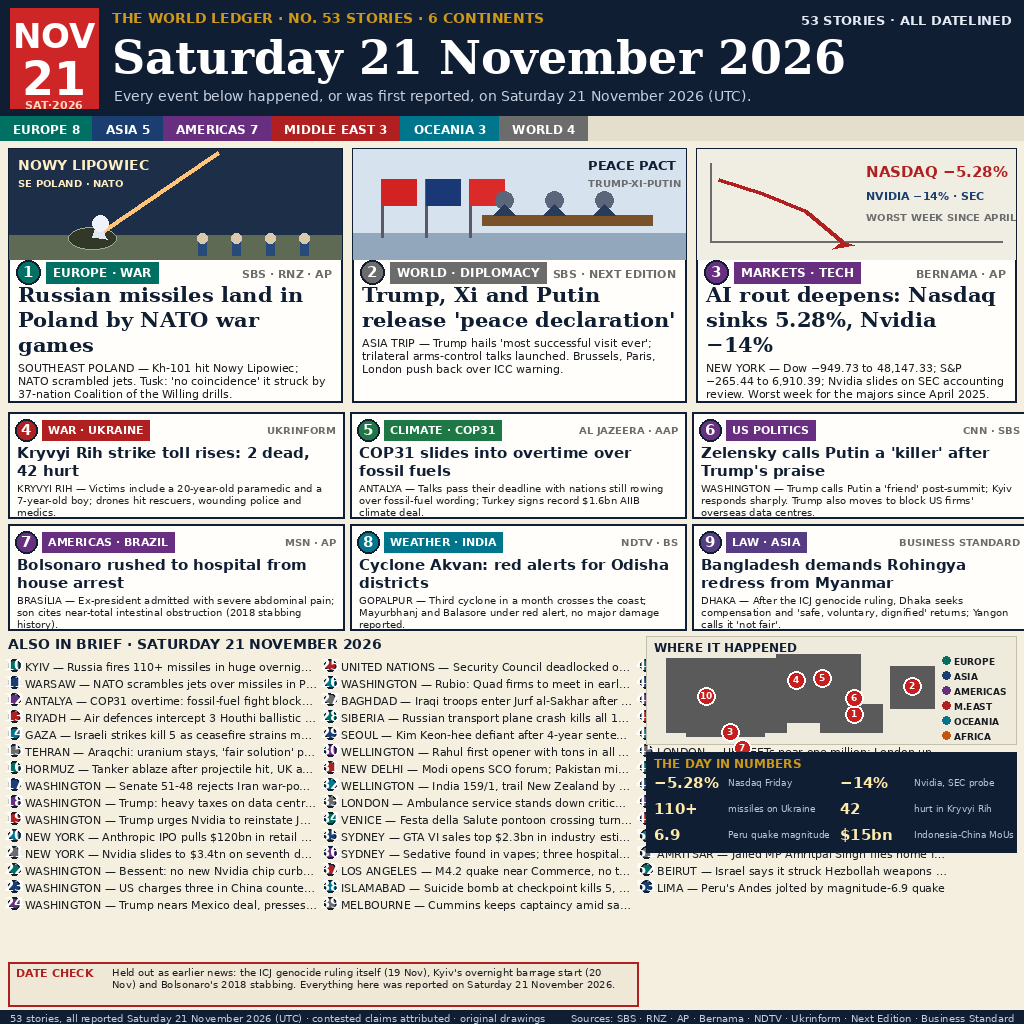 NOV
21
SAT·2026
THE WORLD LEDGER · NO. 53 STORIES · 6 CONTINENTS
53 STORIES · ALL DATELINED
Saturday 21 November 2026
Every event below happened, or was first reported, on Saturday 21 November 2026 (UTC).
EUROPE 8
ASIA 5
AMERICAS 7
MIDDLE EAST 3
OCEANIA 3
WORLD 4
NOWY LIPOWIEC
SE POLAND · NATO
1
EUROPE · WAR
SBS · RNZ · AP
Russian missiles land in
Poland by NATO war
games
SOUTHEAST POLAND — Kh-101 hit Nowy Lipowiec;
NATO scrambled jets. Tusk: 'no coincidence' it struck by
37-nation Coalition of the Willing drills.
PEACE PACT
TRUMP-XI-PUTIN
2
WORLD · DIPLOMACY
SBS · NEXT EDITION
Trump, Xi and Putin
release 'peace declaration'
ASIA TRIP — Trump hails 'most successful visit ever';
trilateral arms-control talks launched. Brussels, Paris,
London push back over ICC warning.
NASDAQ −5.28%
NVIDIA −14% · SEC
WORST WEEK SINCE APRIL
3
MARKETS · TECH
BERNAMA · AP
AI rout deepens: Nasdaq
sinks 5.28%, Nvidia
−14%
NEW YORK — Dow −949.73 to 48,147.33; S&P
−265.44 to 6,910.39; Nvidia slides on SEC accounting
review. Worst week for the majors since April 2025.
4
WAR · UKRAINE
UKRINFORM
Kryvyi Rih strike toll rises: 2 dead,
42 hurt
KRYVYI RIH — Victims include a 20-year-old paramedic and a
7-year-old boy; drones hit rescuers, wounding police and
medics.
5
CLIMATE · COP31
AL JAZEERA · AAP
COP31 slides into overtime over
fossil fuels
ANTALYA — Talks pass their deadline with nations still rowing
over fossil-fuel wording; Turkey signs record $1.6bn AIIB
climate deal.
6
US POLITICS
CNN · SBS
Zelensky calls Putin a 'killer' after
Trump's praise
WASHINGTON — Trump calls Putin a 'friend' post-summit; Kyiv
responds sharply. Trump also moves to block US firms'
overseas data centres.
7
AMERICAS · BRAZIL
MSN · AP
Bolsonaro rushed to hospital from
house arrest
BRASÍLIA — Ex-president admitted with severe abdominal pain;
son cites near-total intestinal obstruction (2018 stabbing
history).
8
WEATHER · INDIA
NDTV · BS
Cyclone Akvan: red alerts for Odisha
districts
GOPALPUR — Third cyclone in a month crosses the coast;
Mayurbhanj and Balasore under red alert, no major damage
reported.
9
LAW · ASIA
BUSINESS STANDARD
Bangladesh demands Rohingya
redress from Myanmar
DHAKA — After the ICJ genocide ruling, Dhaka seeks
compensation and 'safe, voluntary, dignified' returns; Yangon
calls it 'not fair'.
ALSO IN BRIEF · SATURDAY 21 NOVEMBER 2026
KYIV — Russia fires 110+ missiles in huge overnig...
WARSAW — NATO scrambles jets over missiles in P...
ANTALYA — COP31 overtime: fossil-fuel fight block...
RIYADH — Air defences intercept 3 Houthi ballistic ...
GAZA — Israeli strikes kill 5 as ceasefire strains m...
TEHRAN — Araqchi: uranium stays, 'fair solution' p...
HORMUZ — Tanker ablaze after projectile hit, UK a...
WASHINGTON — Senate 51-48 rejects Iran war-po...
WASHINGTON — Trump: heavy taxes on data centr...
WASHINGTON — Trump urges Nvidia to reinstate J...
NEW YORK — Anthropic IPO pulls $120bn in retail ...
NEW YORK — Nvidia slides to $3.4tn on seventh d...
WASHINGTON — Bessent: no new Nvidia chip curb...
WASHINGTON — US charges three in China counte...
WASHINGTON — Trump nears Mexico deal, presses...
UNITED NATIONS — Security Council deadlocked o...
WASHINGTON — Rubio: Quad firms to meet in earl...
BAGHDAD — Iraqi troops enter Jurf al-Sakhar after ...
SIBERIA — Russian transport plane crash kills all 1...
SEOUL — Kim Keon-hee defiant after 4-year sente...
WELLINGTON — Rahul first opener with tons in all ...
NEW DELHI — Modi opens SCO forum; Pakistan mi...
WELLINGTON — India 159/1, trail New Zealand by ...
LONDON — Ambulance service stands down critic...
VENICE — Festa della Salute pontoon crossing turn...
SYDNEY — GTA VI sales top $2.3bn in industry esti...
SYDNEY — Sedative found in vapes; three hospital...
LOS ANGELES — M4.2 quake near Commerce, no t...
ISLAMABAD — Suicide bomb at checkpoint kills 5, ...
MELBOURNE — Cummins keeps captaincy amid sa...
WHERE IT HAPPENED
10
4
5
6
1
2
3
7
EUROPE
ASIA
AMERICAS
M.EAST
OCEANIA
AFRICA
THE DAY IN NUMBERS
−5.28% Nasdaq Friday
−14% Nvidia, SEC probe
110+ missiles on Ukraine
42 hurt in Kryvyi Rih
6.9 Peru quake magnitude
$15bn Indonesia-China MoUs
AMRITSAR — Jailed MP Amritpal Singh files home l...
BEIRUT — Israel says it struck Hezbollah weapons ...
LIMA — Peru's Andes jolted by magnitude-6.9 quake
DATE CHECK
Held out as earlier news: the ICJ genocide ruling itself (19 Nov), Kyiv's overnight barrage start (20
Nov) and Bolsonaro's 2018 stabbing. Everything here was reported on Saturday 21 November 2026.
53 stories, all reported Saturday 21 November 2026 (UTC) · contested claims attributed · original drawings
Sources: SBS · RNZ · AP · Bernama · NDTV · Ukrinform · Next Edition · Business Standard